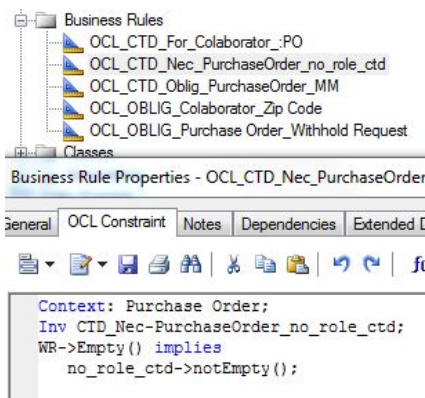 Business Rules
OCL_CTD_For_Colaborator_:PO
OCL_CTD_Nec_PurchaseOrder_no_role_ctd
OCL_CTD_Oblig_PurchaseOrder_MM
OCL_OBLIG_Colaborator_Zip Code
OCL_OBLIG_Purchase Order_Withhold Request
Classes
Business Rule Properties - OCL_CTD_Nec_PurchaseOrder
General OCL Constraint Notes Dependencies Extended D
Context: Purchase Order;
Inv CTD_Nec-PurchaseOrder_no_role_ctd;
WR->Empty() implies
no_role_ctd->notEmpty();